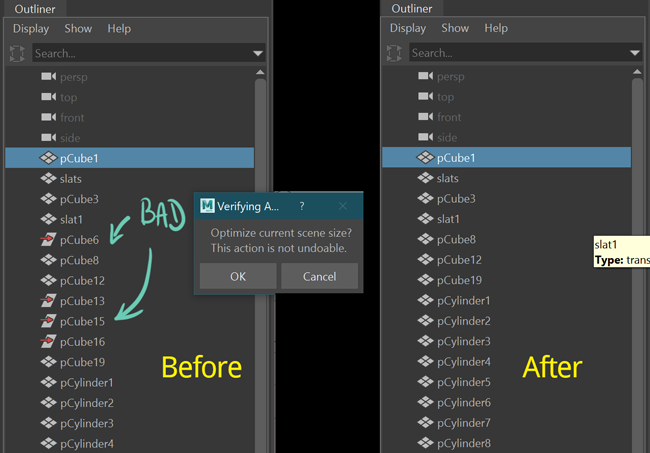 Outliner
Display Show Help
Search...
persp
top
front
side
pCube1
slats
pCube3
slat1
pCube6
pCube8
pCube12
pCube13
pCube15
pCube16
pCube19
pCylinder1
pCylinder2
pCylinder3
pCylinder4
BAD
Before
M Verifying A... ?
Optimize current scene size?
This action is not undoable.
OK Cancel
Outliner
Display Show Help
Search...
persp
top
front
side
pCube1
slats
pCube3
slat1
pCube8
pCube12
pCube19
pCylinder1
pCylinder2
pCylinder3
pCylinder4
pCylinder5
pCylinder6
pCylinder7
pCylinder8
slat1
Type: trans
After